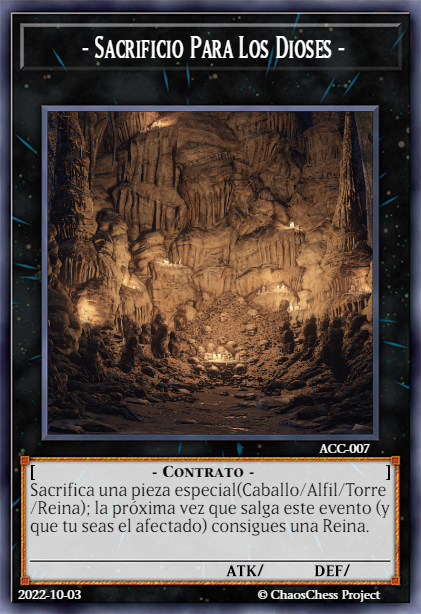 - Sacrificio Para Los Dioses -
ACC-007
[ - Contrato - ]
Sacrifica una pieza especial(Caballo/Alfil/Torre
/Reina); la próxima vez que salga este evento (y
que tu seas el afectado) consigues una Reina.
ATK/ DEF/
2022-10-03 © ChaosChess Project